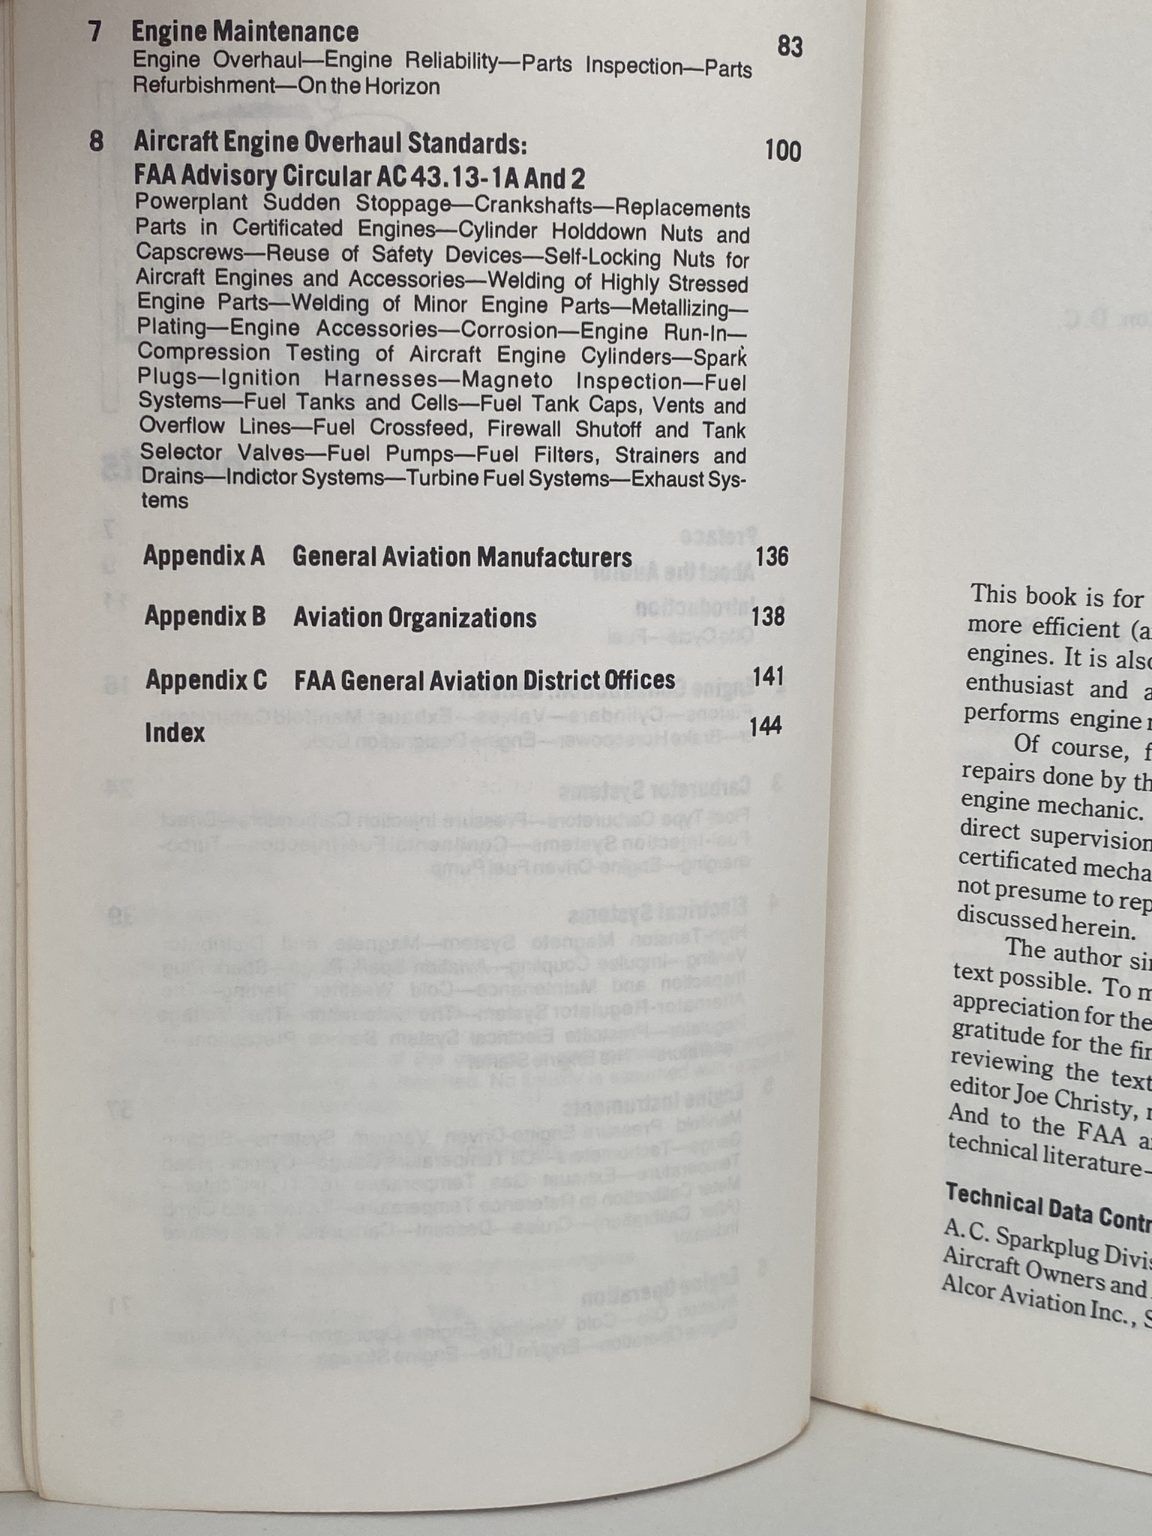 7 Engine Maintenance 83
Engine Overhaul—Engine Reliability—Parts Inspection—Parts
Refurbishment—On the Horizon
8 Aircraft Engine Overhaul Standards: 100
FAA Advisory Circular AC 43.13-1A And 2
Powerplant Sudden Stoppage—Crankshafts—Replacements
Parts in Certificated Engines—Cylinder Holddown Nuts and
Capscrews—Reuse of Safety Devices—Self-Locking Nuts for
Aircraft Engines and Accessories—Welding of Highly Stressed
Engine Parts—Welding of Minor Engine Parts—Metallizing—
Plating—Engine Accessories—Corrosion—Engine Run-In—
Compression Testing of Aircraft Engine Cylinders—Spark
Plugs—Ignition Harnesses—Magneto Inspection—Fuel
Systems—Fuel Tanks and Cells—Fuel Tank Caps, Vents and
Overflow Lines—Fuel Crossfeed, Firewall Shutoff and Tank
Selector Valves—Fuel Pumps—Fuel Filters, Strainers and
Drains—Indictor Systems—Turbine Fuel Systems—Exhaust Sys-
tems
Appendix A General Aviation Manufacturers 136
Appendix B Aviation Organizations 138
Appendix C FAA General Aviation District Offices 141
Index 144
This book is for
more efficient
engines. It is also
enthusiast and
performs engine
Of course,
repairs done by
engine mechanic.
direct supervision
certificated
not presume to
discussed herein.
The author
text possible. To
appreciation for the
gratitude for the
reviewing the text
editor Joe Christy,
And to the FAA
technical literature—
Technical Data
A.C. Sparkplug
Aircraft Owners and
Alcor Aviation Inc.,